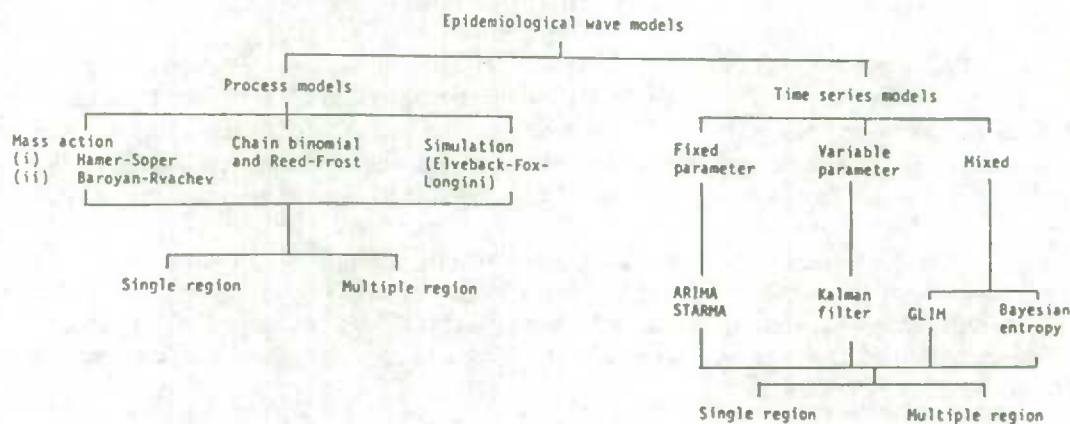 Epidemiological wave models
Process models
Time series models
Mass action
(i) Hamer-Soper
(ii) Baroyan-Rvachev
Chain binomial
and Reed-Frost
Simulation
(Elveback-Fox-
Longini)
Fixed
parameter
Variable
parameter
Mixed
Single region
Multiple region
ARIMA
STARMA
Kalman
filter
GLIM
Bayesian
entropy
Single region
Multiple region